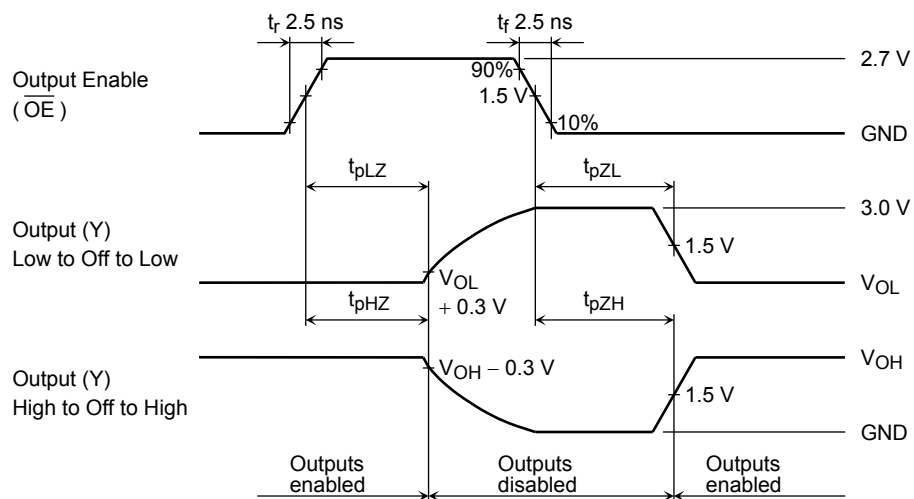 tr 2.5 ns
tf 2.5 ns
Output Enable
( OE )
90%
1.5 V
10%
2.7 V
GND
tpLZ
tpZL
Output (Y)
Low to Off to Low
3.0 V
1.5 V
VOL
+ 0.3 V
VOL
tpHZ
tpZH
Output (Y)
High to Off to High
VOH − 0.3 V
VOH
1.5 V
GND
Outputs
enabled
Outputs
disabled
Outputs
enabled